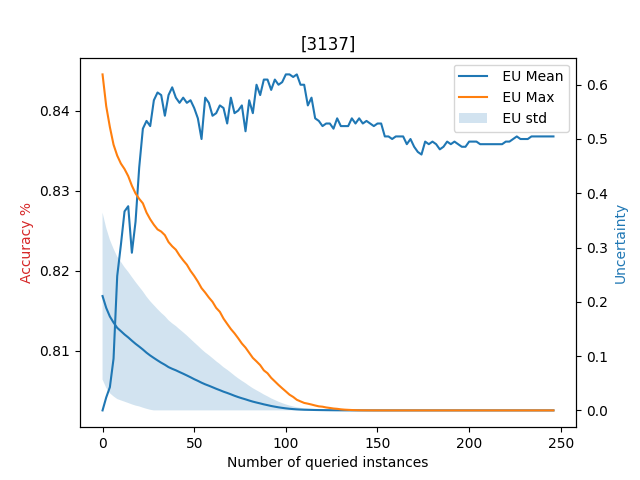 [3137]
EU Mean
EU Max
EU std
Accuracy %
0.84
0.83
0.82
0.81
0.6
0.5
0.4
0.3
0.2
0.1
0.0
Uncertainty
0 50 100 150 200 250
Number of queried instances